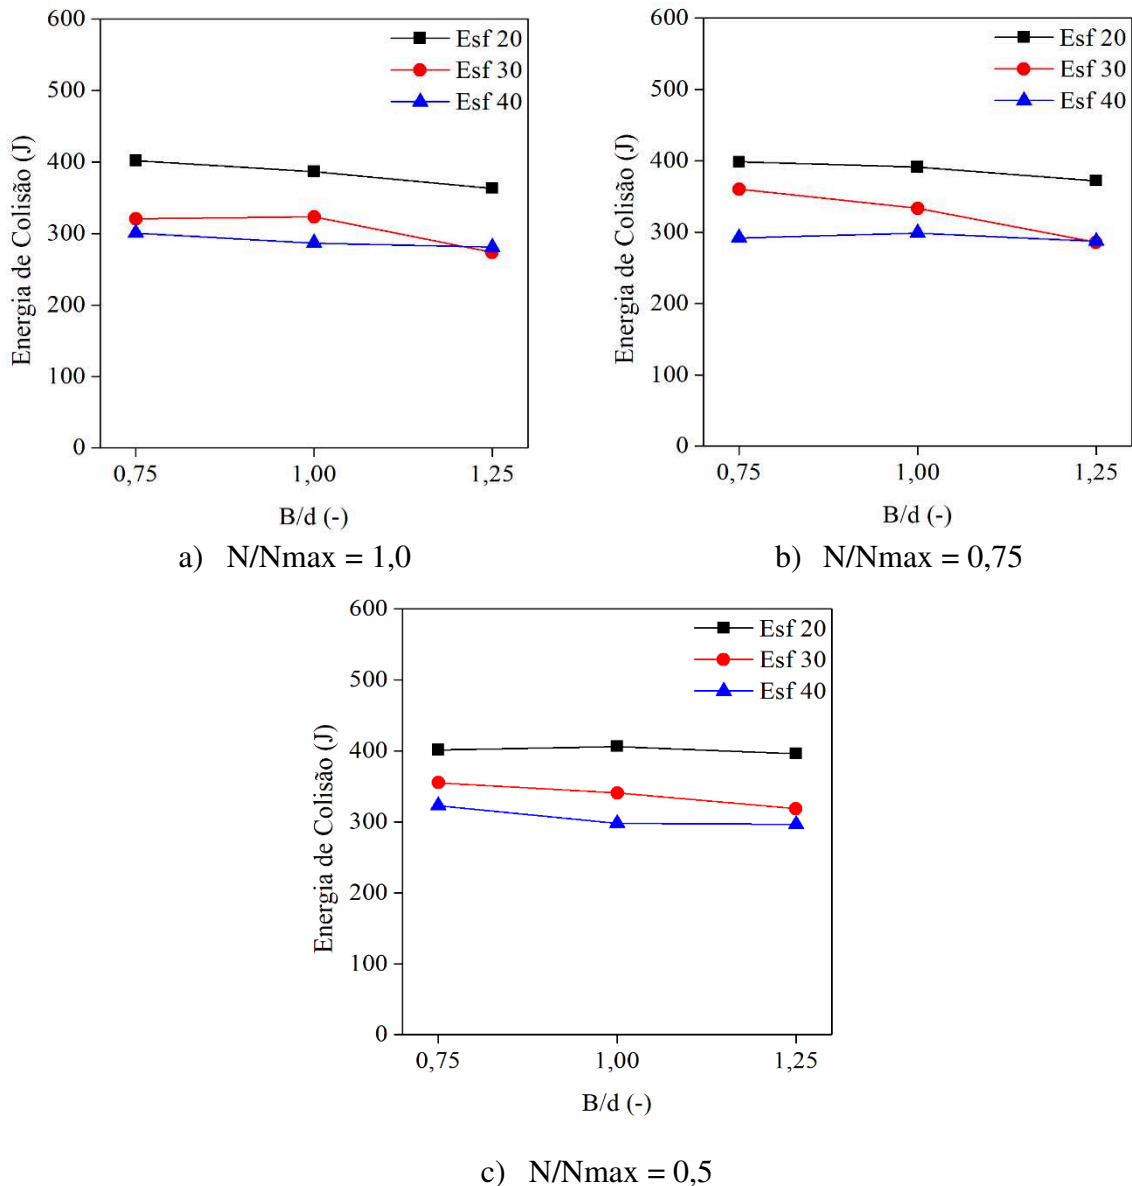 600
500
400
300
200
100
0
Energia de Colisão (J)
Esf 20
Esf 30
Esf 40
0,75
1,00
1,25
B/d (-)
a) N/Nmax = 1,0
600
500
400
300
200
100
0
Energia de Colisão (J)
Esf 20
Esf 30
Esf 40
0,75
1,00
1,25
B/d (-)
b) N/Nmax = 0,75
600
500
400
300
200
100
0
Energia de Colisão (J)
Esf 20
Esf 30
Esf 40
0,75
1,00
1,25
B/d (-)
c) N/Nmax = 0,5